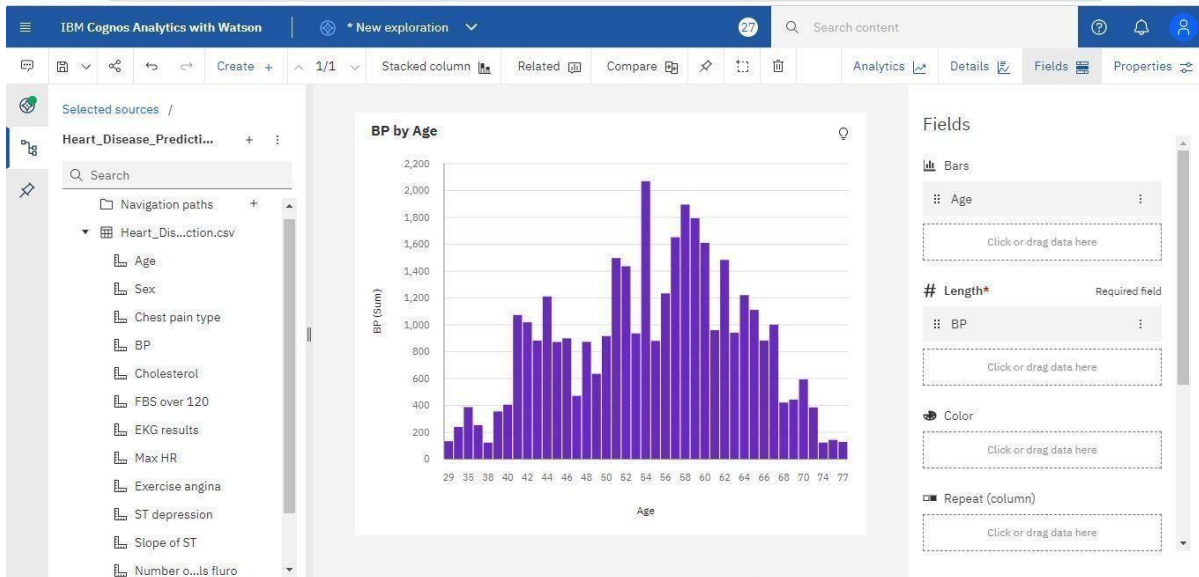 IBM Cognos Analytics with Watson
* New exploration
27
Search content
Create +
1/1
Stacked column
Related
Compare
Analytics
Details
Fields
Properties
Selected sources /
Heart_Disease_Predicti...
+
Search
Navigation paths
+
Heart_Dis...ction.csv
Age
Sex
Chest pain type
BP
Cholesterol
FBS over 120
EKG results
Max HR
Exercise angina
ST depression
Slope of ST
Number o...ls fluro
BP by Age
BP (Sum)
2,200
2,000
1,800
1,600
1,400
1,200
1,000
800
600
400
200
0
29 35 38 40 42 44 46 48 50 52 54 56 58 60 62 64 66 68 70 74 77
Age
Fields
Bars
Age
Click or drag data here
# Length* Required field
BP
Click or drag data here
Color
Click or drag data here
Repeat (column)
Click or drag data here